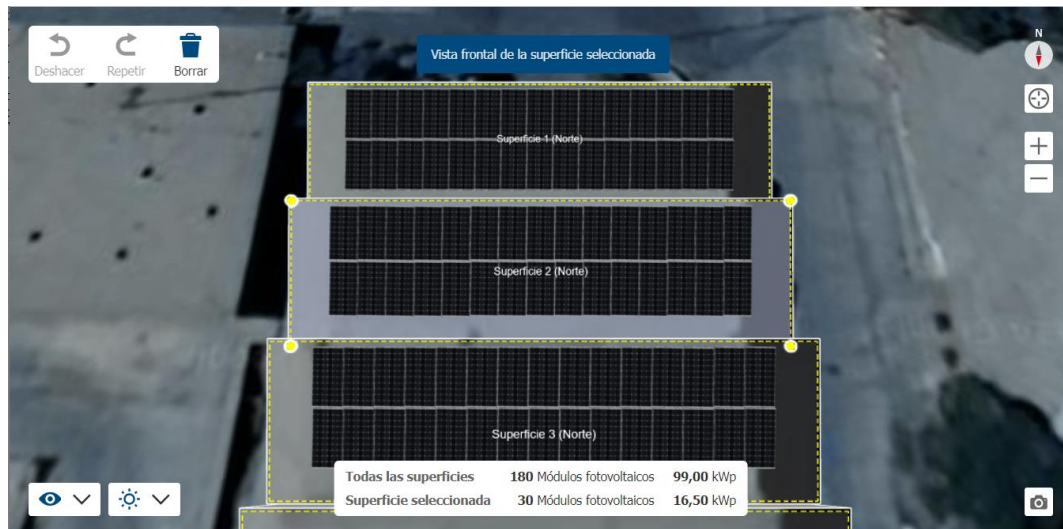 Deshacer Repetir Borrar
Vista frontal de la superficie seleccionada
N
Superficie 1 (Norte)
Superficie 2 (Norte)
Superficie 3 (Norte)
Todas las superficies 180 Módulos fotovoltaicos 99,00 kWp
Superficie seleccionada 30 Módulos fotovoltaicos 16,50 kWp